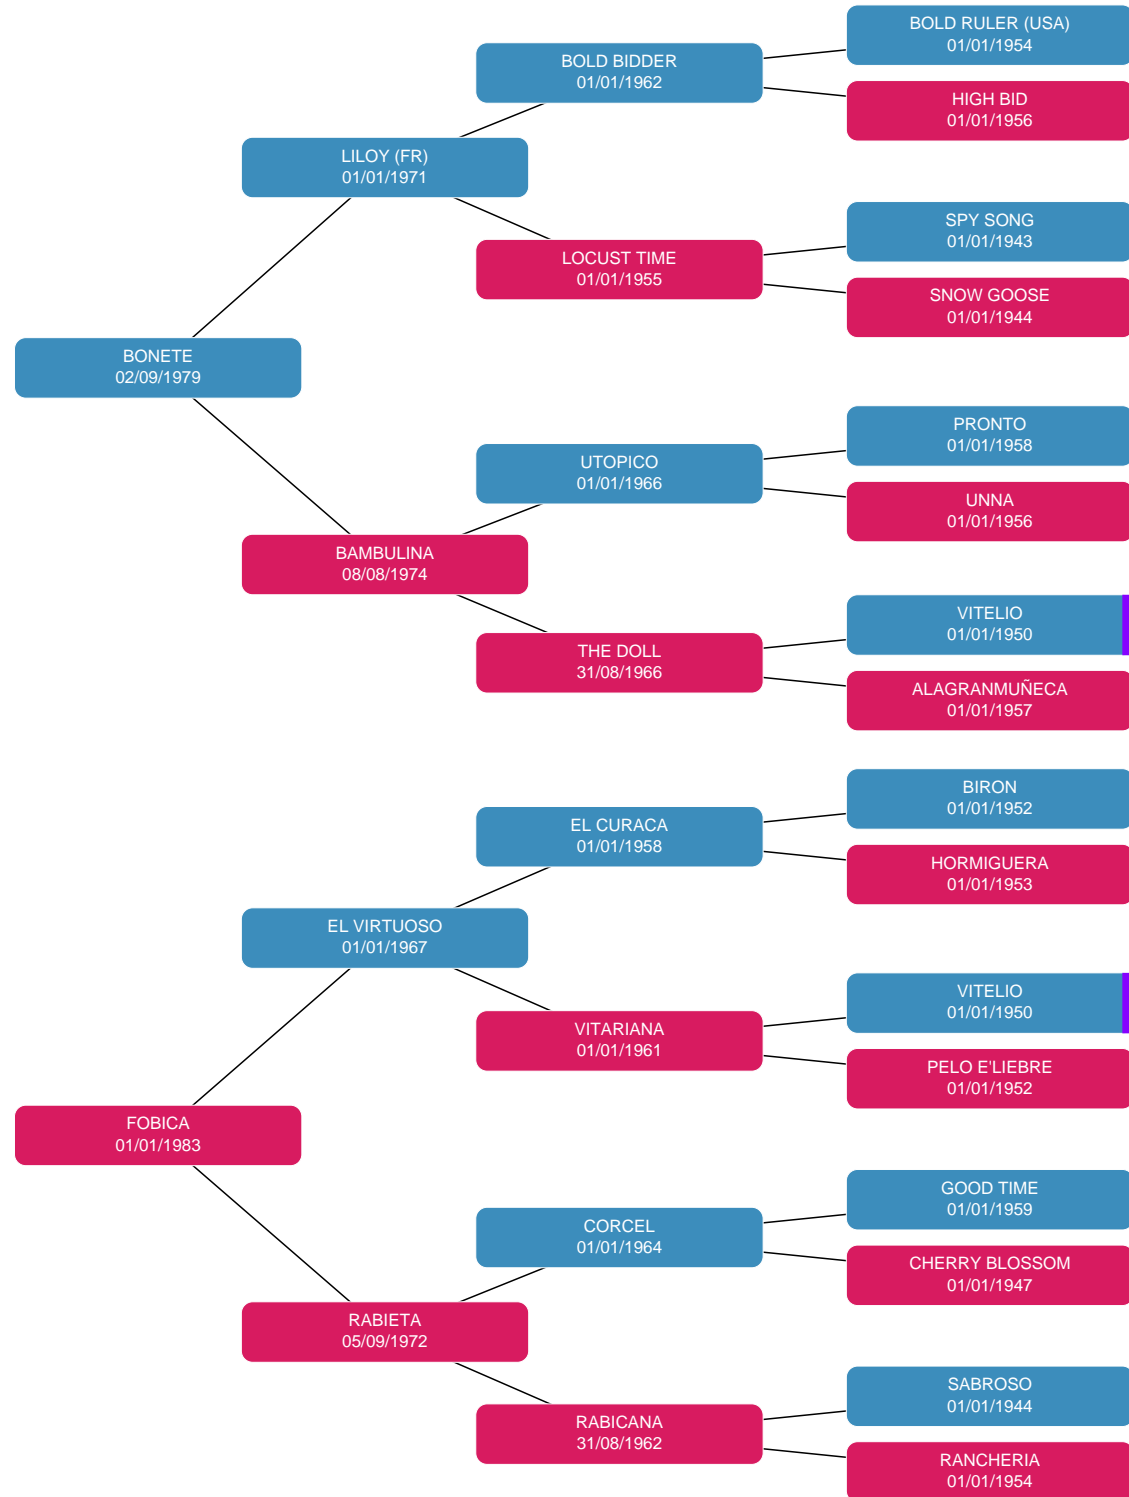 BOLD RULER (USA)
01/01/1954
BOLD BIDDER
01/01/1962
HIGH BID
01/01/1956
LILOY (FR)
01/01/1971
SPY SONG
01/01/1943
LOCUST TIME
01/01/1955
SNOW GOOSE
01/01/1944
BONETE
02/09/1979
PRONTO
01/01/1958
UTOPICO
01/01/1966
UNNA
01/01/1956
BAMBULINA
08/08/1974
VITELIO
01/01/1950
THE DOLL
31/08/1966
ALAGRANMUÑECA
01/01/1957
BIRON
01/01/1952
EL CURACA
01/01/1958
HORMIGUERA
01/01/1953
EL VIRTUOSO
01/01/1967
VITELIO
01/01/1950
VITARIANA
01/01/1961
PELO E'LIEBRE
01/01/1952
FOBICA
01/01/1983
GOOD TIME
01/01/1959
CORCEL
01/01/1964
CHERRY BLOSSOM
01/01/1947
RABIETA
05/09/1972
SABROSO
01/01/1944
RABICANA
31/08/1962
RANCHERIA
01/01/1954